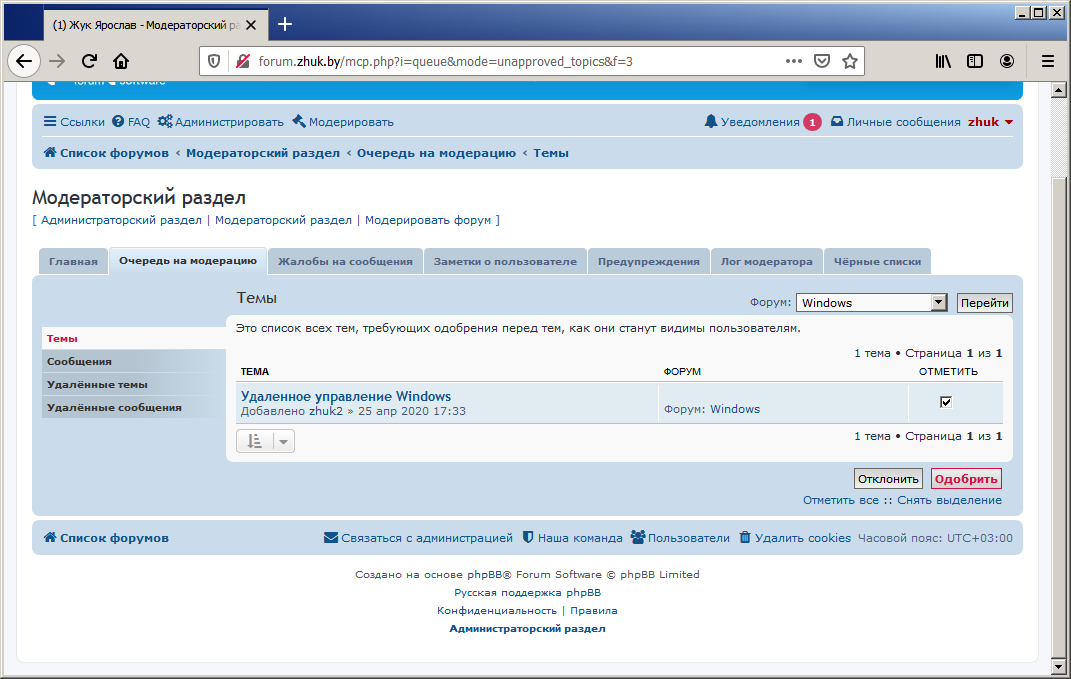 (1) Жук Ярослав - Модераторский ра
forum.zhuk.by/mcp.php?i=queue&mode=unapproved_topics&f=3
Ссылки FAQ Администрировать Модерировать Уведомления 1 Личные сообщения zhuk
Список форумов ‹ Модераторский раздел ‹ Очередь на модерацию ‹ Темы
Модераторский раздел
[ Администраторский раздел | Модераторский раздел | Модерировать форум ]
Главная Очередь на модерацию Жалобы на сообщения Заметки о пользователе Предупреждения Лог модератора Чёрные списки
Темы Форум: Windows Перейти
Это список всех тем, требующих одобрения перед тем, как они станут видимы пользователям.
Темы
Сообщения
Удалённые темы
Удалённые сообщения
1 тема • Страница 1 из 1
ТЕМА ФОРУМ ОТМЕТИТЬ
Удаленное управление Windows
Добавлено zhuk2 » 25 апр 2020 17:33 Форум: Windows
1 тема • Страница 1 из 1
Отклонить Одобрить
Отметить все :: Снять выделение
Список форумов Связаться с администрацией Наша команда Пользователи Удалить cookies Часовой пояс: UTC+03:00
Создано на основе phpBB® Forum Software © phpBB Limited
Русская поддержка phpBB
Конфиденциальность | Правила
Администраторский раздел